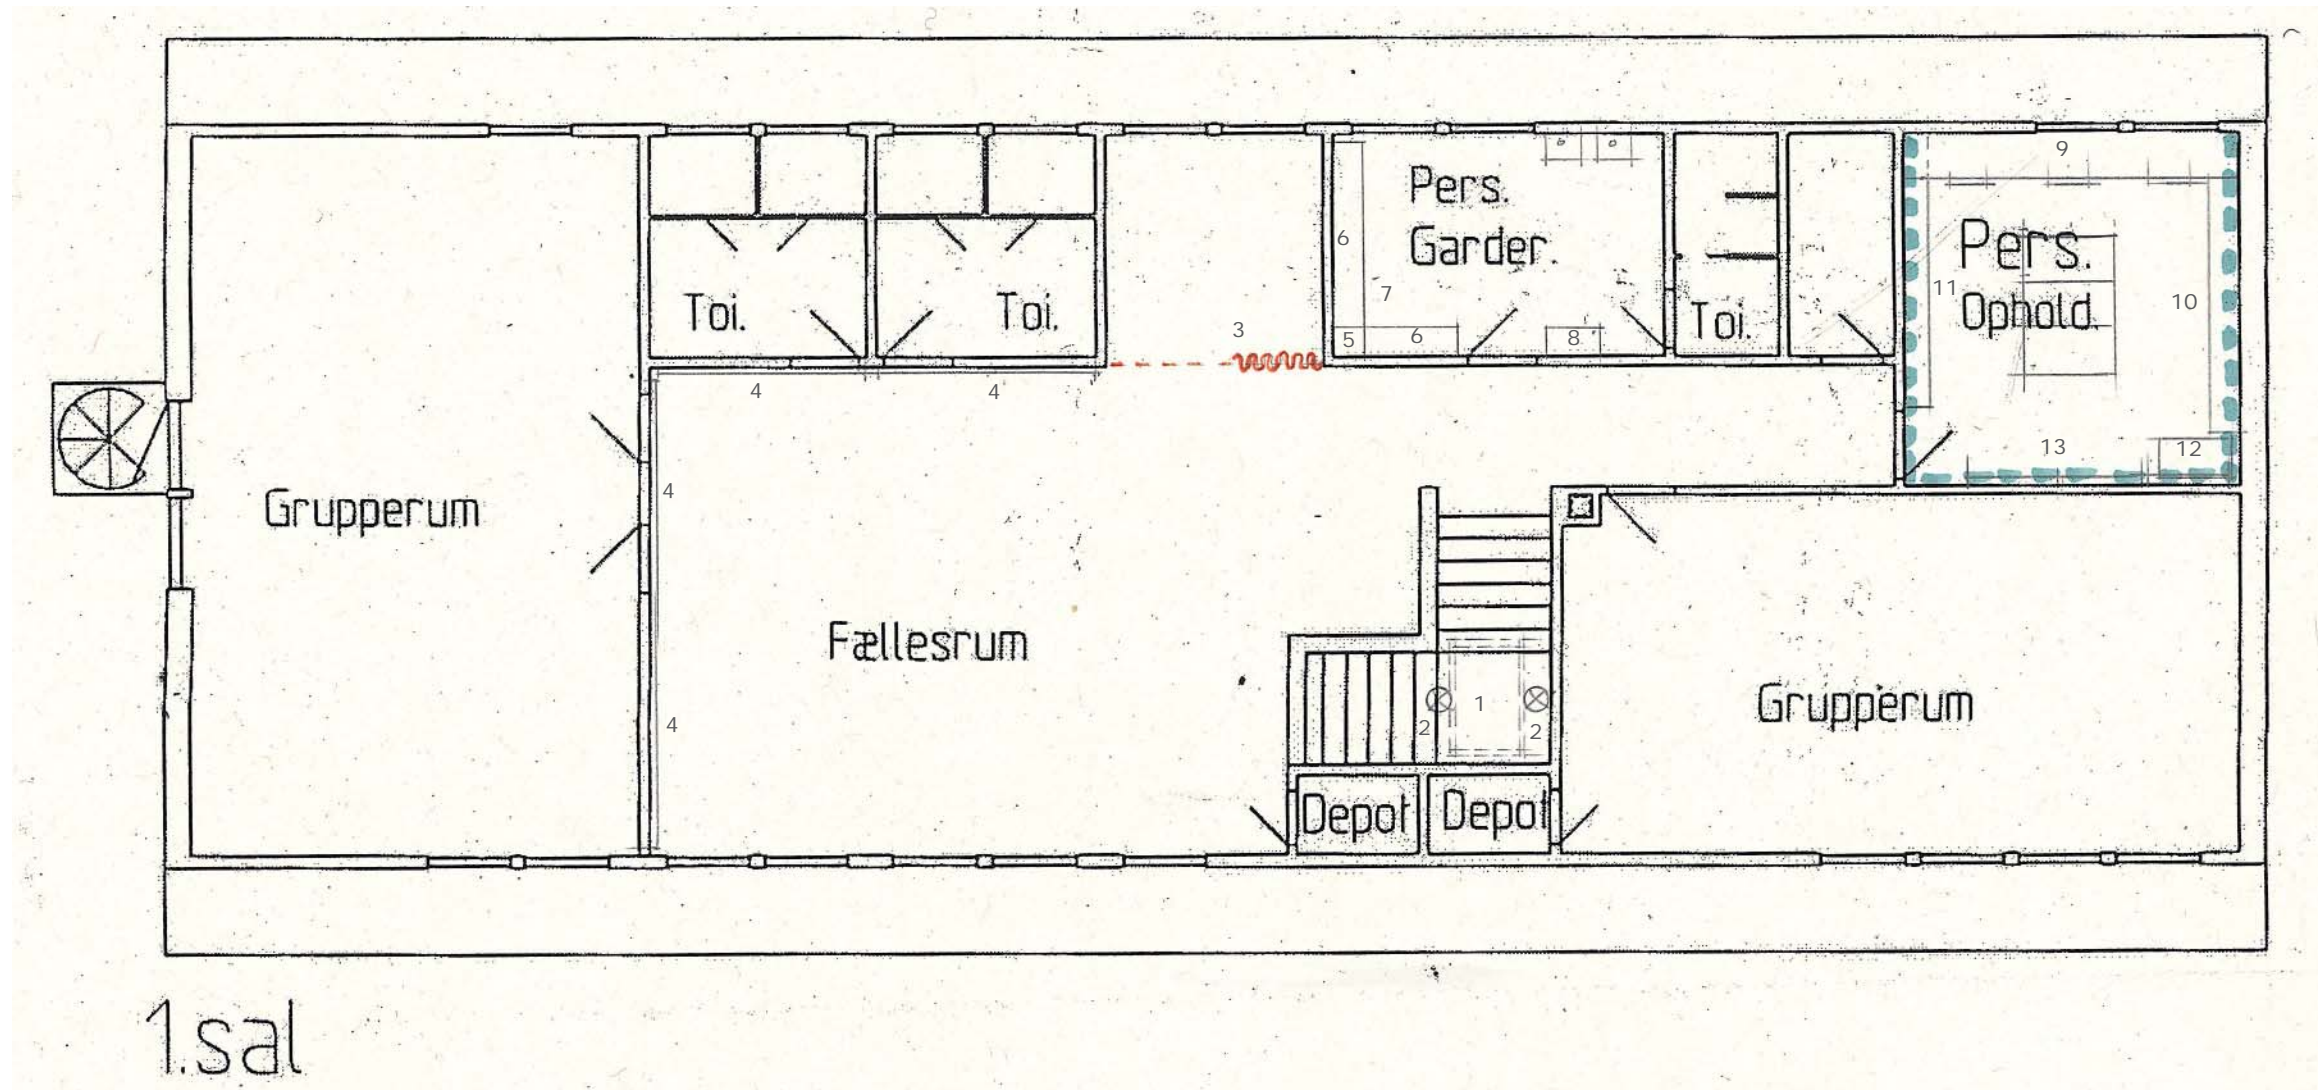 9
Pers.
Garder.
6
Pers.
Ophold.
11
10
7
Toi.
Toi.
Toi.
3
5
6
8
4
4
13
12
4
Grupperum
Fællesrum
Grupperum
1
4
2
2
Depot
Depot
1.sal